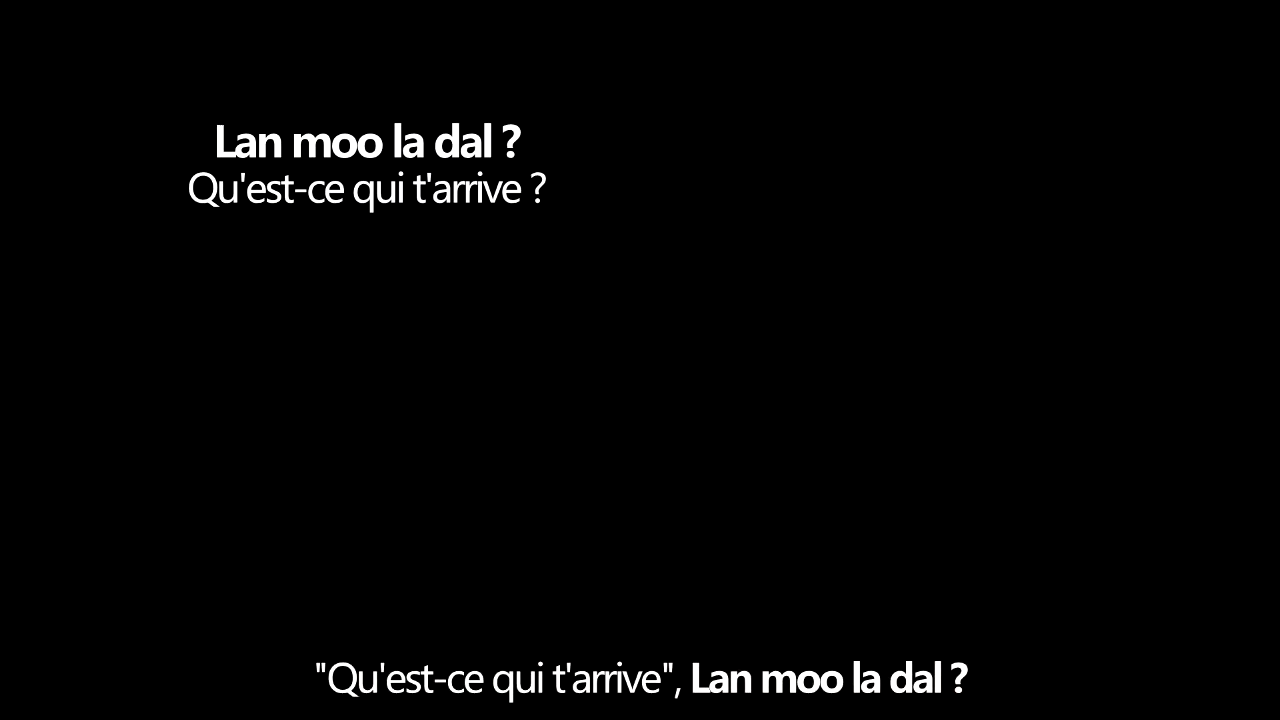 Lan moo la dal ?
Qu'est-ce qui t'arrive ?
"Qu'est-ce qui t'arrive", Lan moo la dal ?